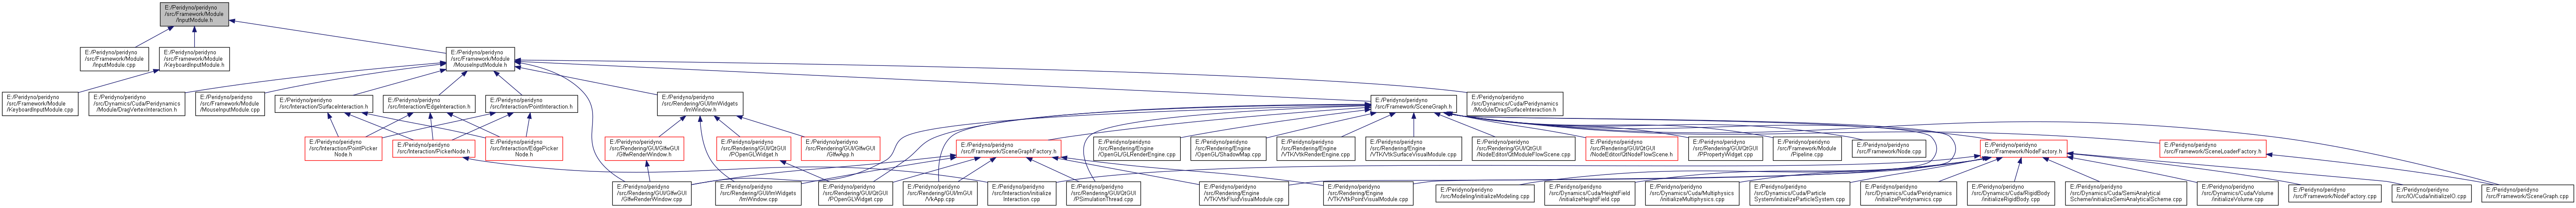 E:/Peridyno/peridyno
/src/Framework/Module
/InputModule.h
E:/Peridyno/peridyno
/src/Framework/Module
/InputModule.cpp
E:/Peridyno/peridyno
/src/Framework/Module
/KeyboardInputModule.h
E:/Peridyno/peridyno
/src/Framework/Module
/MouseInputModule.h
E:/Peridyno/peridyno
/src/Framework/Module
/KeyboardInputModule.cpp
E:/Peridyno/peridyno
/src/Dynamics/Cuda/Peridynamics
/Module/DragVertexInteraction.h
E:/Peridyno/peridyno
/src/Framework/Module
/MouseInputModule.cpp
E:/Peridyno/peridyno
/src/Interaction/SurfaceInteraction.h
E:/Peridyno/peridyno
/src/Interaction/EdgeInteraction.h
E:/Peridyno/peridyno
/src/Interaction/PointInteraction.h
E:/Peridyno/peridyno
/src/Rendering/GUI/ImWidgets
/ImWindow.h
E:/Peridyno/peridyno
/src/Framework/SceneGraph.h
E:/Peridyno/peridyno
/src/Dynamics/Cuda/Peridynamics
/Module/DragSurfaceInteraction.h
E:/Peridyno/peridyno
/src/Interaction/PointPicker
Node.h
E:/Peridyno/peridyno
/src/Interaction/PickerNode.h
E:/Peridyno/peridyno
/src/Interaction/EdgePicker
Node.h
E:/Peridyno/peridyno
/src/Rendering/GUI/GlfwGUI
/GlfwRenderWindow.h
E:/Peridyno/peridyno
/src/Rendering/GUI/QtGUI
/POpenGLWidget.h
E:/Peridyno/peridyno
/src/Rendering/GUI/GlfwGUI
/GlfwApp.h
E:/Peridyno/peridyno
/src/Framework/SceneGraphFactory.h
E:/Peridyno/peridyno
/src/Rendering/Engine
/OpenGL/GLRenderEngine.cpp
E:/Peridyno/peridyno
/src/Rendering/Engine
/OpenGL/ShadowMap.cpp
E:/Peridyno/peridyno
/src/Rendering/Engine
/VTK/VtkRenderEngine.cpp
E:/Peridyno/peridyno
/src/Rendering/Engine
/VTK/VtkSurfaceVisualModule.cpp
E:/Peridyno/peridyno
/src/Rendering/GUI/QtGUI
/NodeEditor/QtModuleFlowScene.cpp
E:/Peridyno/peridyno
/src/Rendering/GUI/QtGUI
/NodeEditor/QtNodeFlowScene.h
E:/Peridyno/peridyno
/src/Rendering/GUI/QtGUI
/PPropertyWidget.cpp
E:/Peridyno/peridyno
/src/Framework/Module
/Pipeline.cpp
E:/Peridyno/peridyno
/src/Framework/Node.cpp
E:/Peridyno/peridyno
/src/Framework/NodeFactory.h
E:/Peridyno/peridyno
/src/Framework/SceneLoaderFactory.h
E:/Peridyno/peridyno
/src/Rendering/GUI/GlfwGUI
/GlfwRenderWindow.cpp
E:/Peridyno/peridyno
/src/Rendering/GUI/ImWidgets
/ImWindow.cpp
E:/Peridyno/peridyno
/src/Rendering/GUI/QtGUI
/POpenGLWidget.cpp
E:/Peridyno/peridyno
/src/Rendering/GUI/ImGUI
/VkApp.cpp
E:/Peridyno/peridyno
/src/Interaction/initialize
Interaction.cpp
E:/Peridyno/peridyno
/src/Rendering/GUI/QtGUI
/PSimulationThread.cpp
E:/Peridyno/peridyno
/src/Rendering/Engine
/VTK/VtkFluidVisualModule.cpp
E:/Peridyno/peridyno
/src/Rendering/Engine
/VTK/VtkPointVisualModule.cpp
E:/Peridyno/peridyno
/src/Modeling/initializeModeling.cpp
E:/Peridyno/peridyno
/src/Dynamics/Cuda/HeightField
/initializeHeightField.cpp
E:/Peridyno/peridyno
/src/Dynamics/Cuda/Multiphysics
/initializeMultiphysics.cpp
E:/Peridyno/peridyno
/src/Dynamics/Cuda/Particle
System/initializeParticleSystem.cpp
E:/Peridyno/peridyno
/src/Dynamics/Cuda/Peridynamics
/initializePeridynamics.cpp
E:/Peridyno/peridyno
/src/Dynamics/Cuda/RigidBody
/initializeRigidBody.cpp
E:/Peridyno/peridyno
/src/Dynamics/Cuda/SemiAnalytical
Scheme/initializeSemiAnalyticalScheme.cpp
E:/Peridyno/peridyno
/src/Dynamics/Cuda/Volume
/initializeVolume.cpp
E:/Peridyno/peridyno
/src/Framework/NodeFactory.cpp
E:/Peridyno/peridyno
/src/IO/Cuda/initializeIO.cpp
E:/Peridyno/peridyno
/src/Framework/SceneGraph.cpp